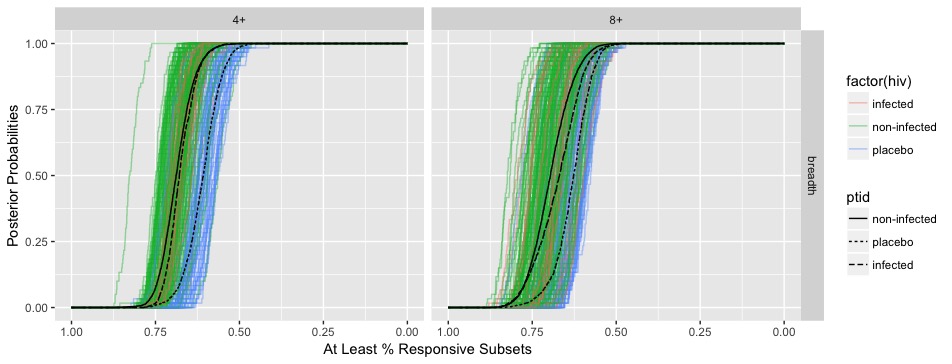 4+
8+
Posterior Probabilities
1.00
0.75
0.50
0.25
0.00
breadth
1.00 0.75 0.50 0.25 0.00
1.00 0.75 0.50 0.25 0.00
At Least % Responsive Subsets
factor(hiv)
infected
non-infected
placebo
ptid
non-infected
placebo
infected